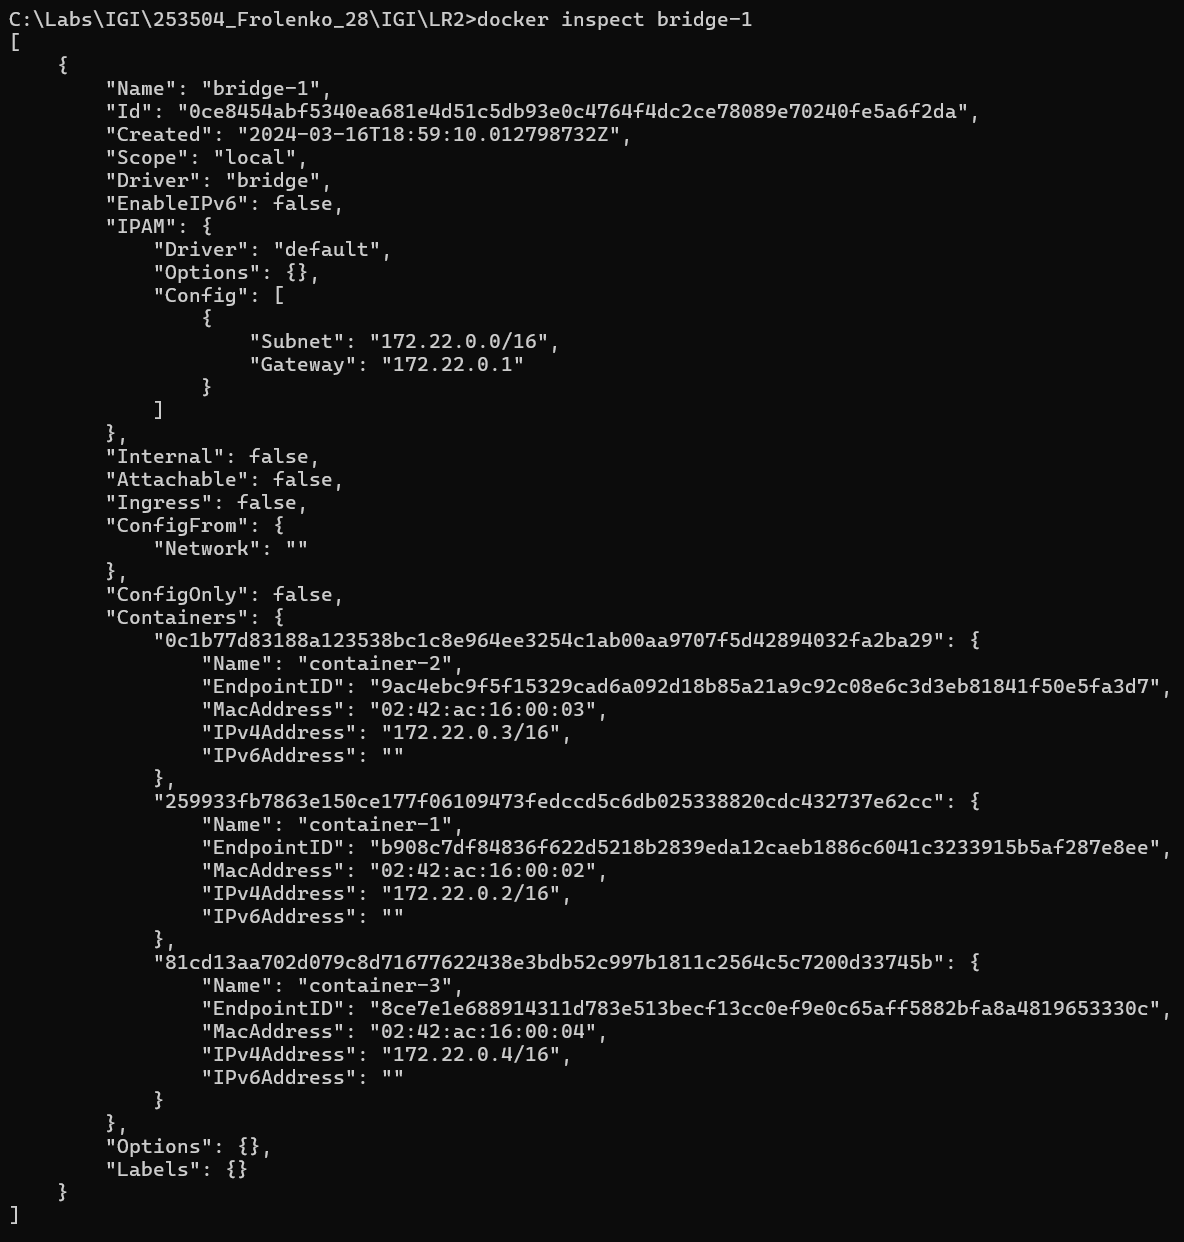 C:\Labs\IGI\253504_Frolenko_28\IGI\LR2>docker inspect bridge-1
[
    {
        "Name": "bridge-1",
        "Id": "0ce8454abf5340ea681e4d51c5db93e0c4764f4dc2ce78089e70240fe5a6f2da",
        "Created": "2024-03-16T18:59:10.012798732Z",
        "Scope": "local",
        "Driver": "bridge",
        "EnableIPv6": false,
        "IPAM": {
            "Driver": "default",
            "Options": {},
            "Config": [
                {
                    "Subnet": "172.22.0.0/16",
                    "Gateway": "172.22.0.1"
                }
            ]
        },
        "Internal": false,
        "Attachable": false,
        "Ingress": false,
        "ConfigFrom": {
            "Network": ""
        },
        "ConfigOnly": false,
        "Containers": {
            "0c1b77d83188a123538bc1c8e964ee3254c1ab00aa9707f5d42894032fa2ba29": {
                "Name": "container-2",
                "EndpointID": "9ac4ebc9f5f15329cad6a092d18b85a21a9c92c08e6c3d3eb81841f50e5fa3d7",
                "MacAddress": "02:42:ac:16:00:03",
                "IPv4Address": "172.22.0.3/16",
                "IPv6Address": ""
            },
            "259933fb7863e150ce177f06109473fedccd5c6db025338820cdc432737e62cc": {
                "Name": "container-1",
                "EndpointID": "b908c7df84836f622d5218b2839eda12caeb1886c6041c3233915b5af287e8ee",
                "MacAddress": "02:42:ac:16:00:02",
                "IPv4Address": "172.22.0.2/16",
                "IPv6Address": ""
            },
            "81cd13aa702d079c8d71677622438e3bdb52c997b1811c2564c5c7200d33745b": {
                "Name": "container-3",
                "EndpointID": "8ce7e1e688914311d783e513becf13cc0ef9e0c65aff5882bfa8a4819653330c",
                "MacAddress": "02:42:ac:16:00:04",
                "IPv4Address": "172.22.0.4/16",
                "IPv6Address": ""
            }
        },
        "Options": {},
        "Labels": {}
    }
]